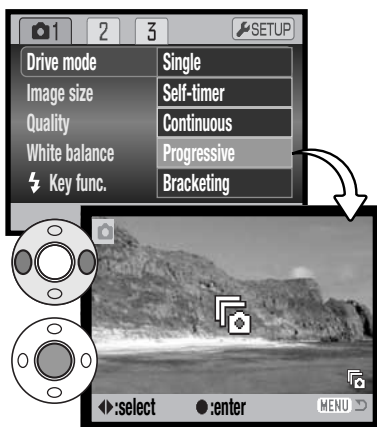 1 2 3 SETUP
Drive mode Single
Image size Self-timer
Quality Continuous
White balance Progressive
Key func. Bracketing
:select :enter MENU